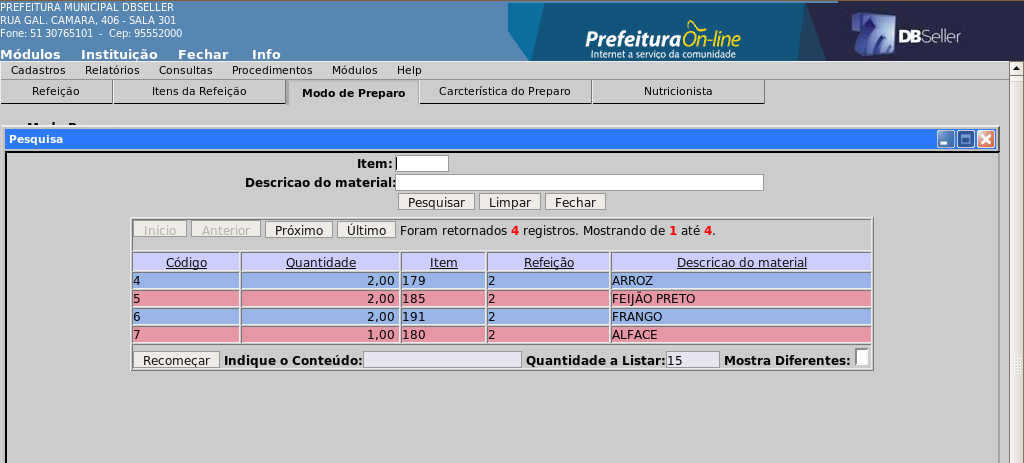 PREFEITURA MUNICIPAL DBSELLER
RUA GAL. CAMARA, 406 - SALA 301
Fone: 51 30765101 - Cep: 95552000
PrefeituraOn-line
Internet a serviço da comunidade
DBSeller
Módulos Instituição Fechar Info
Cadastros Relatórios Consultas Procedimentos Módulos Help
Refeição Itens da Refeição Modo de Preparo Carcterística do Preparo Nutricionista
Pesquisa
Item:
Descricao do material:
Pesquisar Limpar Fechar
Início Anterior Próximo Último Foram retornados 4 registros. Mostrando de 1 até 4.
Código Quantidade Item Refeição Descricao do material
4 2,00 179 2 ARROZ
5 2,00 185 2 FEIJÃO PRETO
6 2,00 191 2 FRANGO
7 1,00 180 2 ALFACE
Recomeçar Indique o Conteúdo: Quantidade a Listar: 15 Mostra Diferentes: